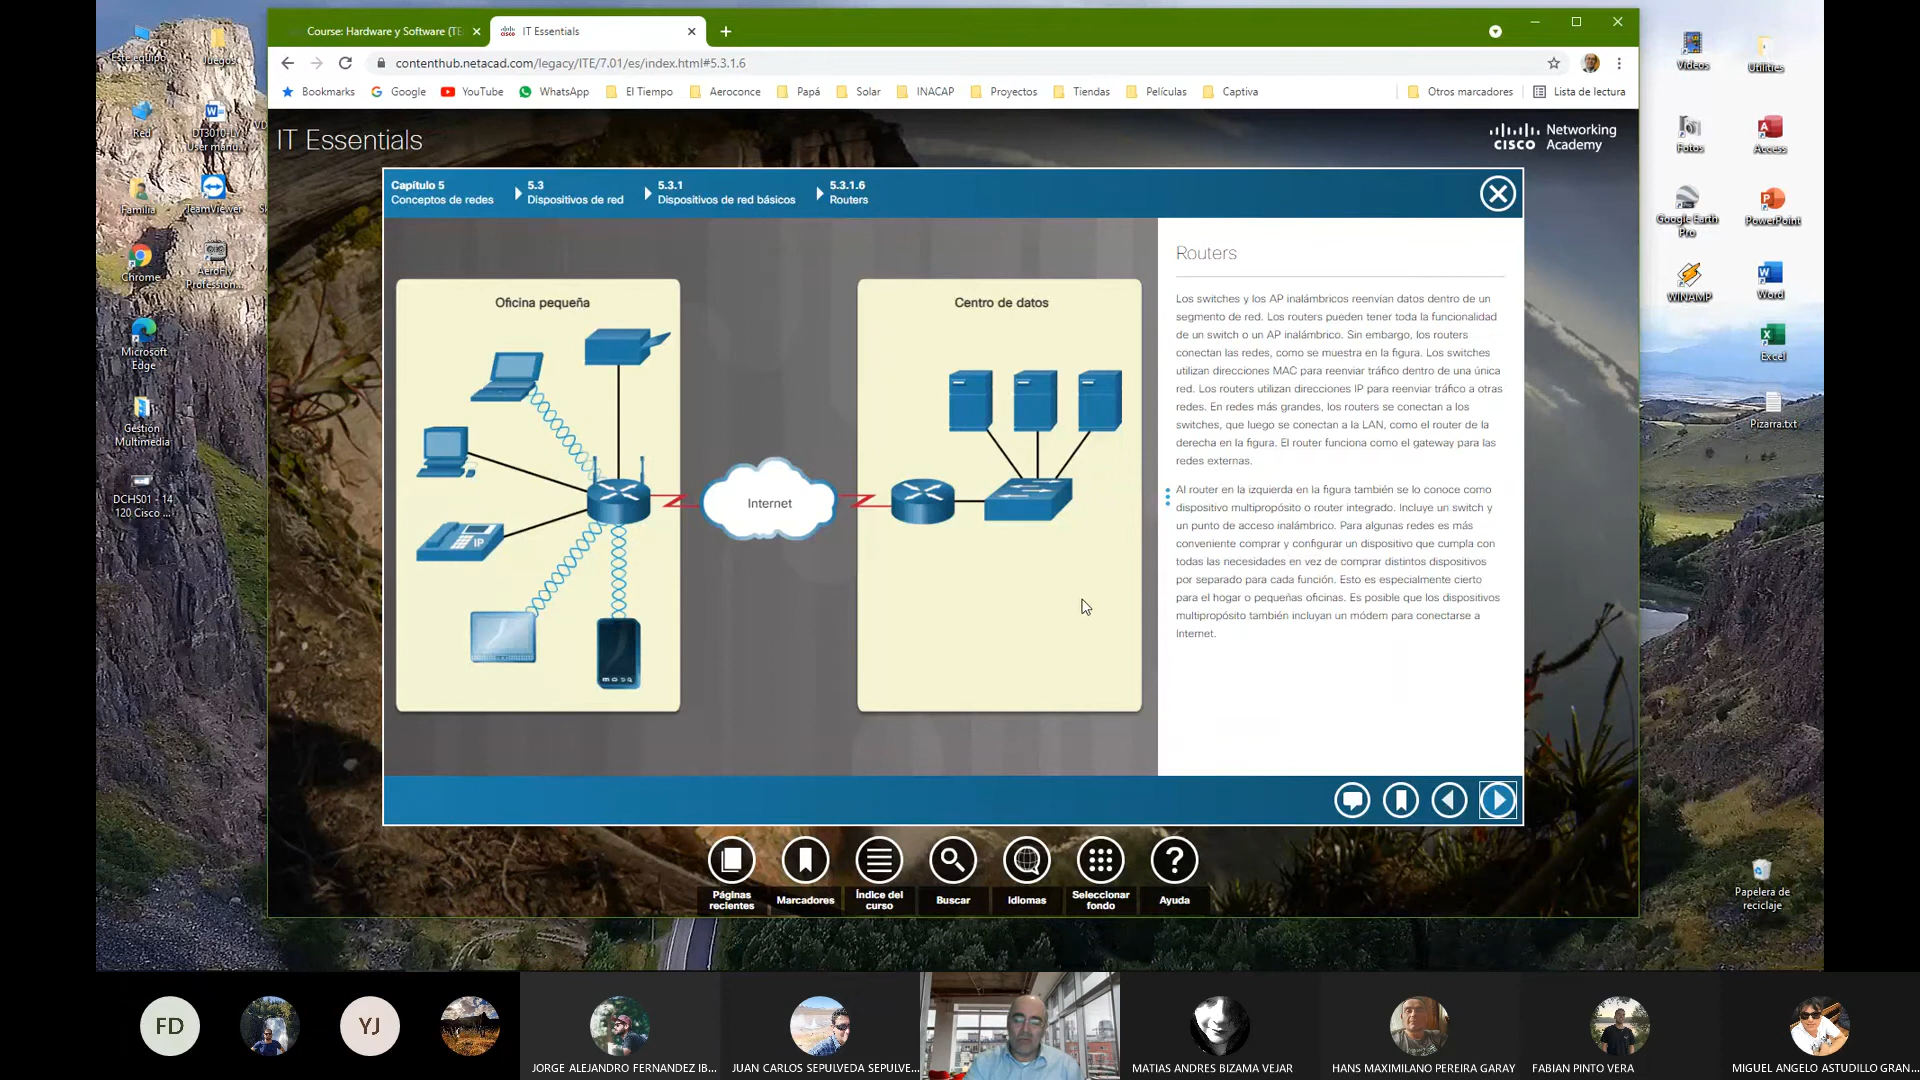 Course: Hardware y Software (TE
IT Essentials
contenthub.netacad.com/legacy/ITE/7.01/es/index.html#5.3.1.6
Bookmarks
Google
YouTube
WhatsApp
El Tiempo
Aeroconce
Papá
Solar
INACAP
Proyectos
Tiendas
Películas
Captiva
Otros marcadores
Lista de lectura
IT Essentials
cisco
Networking
Academy
Capítulo 5
Conceptos de redes
5.3
Dispositivos de red
5.3.1
Dispositivos de red básicos
5.3.1.6
Routers
Oficina pequeña
IP
Internet
Centro de datos
Routers
Los switches y los AP inalámbricos reenvían datos dentro de un
segmento de red. Los routers pueden tener toda la funcionalidad
de un switch o un AP inalámbrico. Sin embargo, los routers
conectan las redes, como se muestra en la figura. Los switches
utilizan direcciones MAC para reenviar tráfico dentro de una única
red. Los routers utilizan direcciones IP para reenviar tráfico a otras
redes. En redes más grandes, los routers se conectan a los
switches, que luego se conectan a la LAN, como el router de la
derecha en la figura. El router funciona como el gateway para las
redes externas.
Al router en la izquierda en la figura también se lo conoce como
dispositivo multipropósito o router integrado. Incluye un switch y
un punto de acceso inalámbrico. Para algunas redes es más
conveniente comprar y configurar un dispositivo que cumpla con
todas las necesidades en vez de comprar distintos dispositivos
por separado para cada función. Esto es especialmente cierto
para el hogar o pequeñas oficinas. Es posible que los dispositivos
multipropósito también incluyan un módem para conectarse a
Internet.
Páginas
recientes
Marcadores
Índice del
curso
Buscar
Idiomas
Seleccionar
fondo
Ayuda
Este equipo
Juegos
Red
DT3010-LV
User manu...
Familia
TeamViewer
Chrome
AeroFly
Profession...
Microsoft
Edge
Gestión
Multimedia
DCHS01 - 14
120 Cisco ...
Videos
Utilities
Fotos
Access
Google Earth
Pro
PowerPoint
WINAMP
Word
Excel
Pizarra.txt
Papelera de
reciclaje
FD
YJ
JORGE ALEJANDRO FERNANDEZ IB...
JUAN CARLOS SEPULVEDA SEPULVE...
MATIAS ANDRES BIZAMA VEJAR
HANS MAXIMILANO PEREIRA GARAY
FABIAN PINTO VERA
MIGUEL ANGELO ASTUDILLO GRAN...